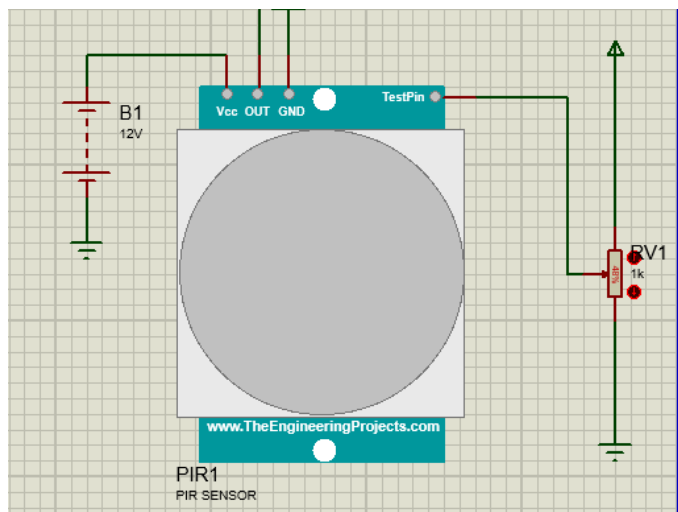 B1
12V
Vcc OUT GND
TestPin
RV1
1k
www.TheEngineeringProjects.com
PIR1
PIR SENSOR